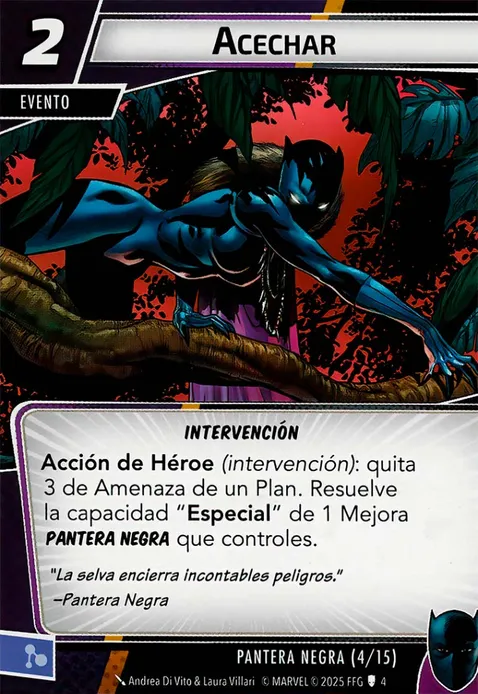 2
ACECHAR
EVENTO
INTERVENCIÓN
Acción de Héroe (intervención): quita
3 de Amenaza de un Plan. Resuelve
la capacidad "Especial" de 1 Mejora
PANTERA NEGRA que controles.
"La selva encierra incontables peligros."
–Pantera Negra
PANTERA NEGRA (4/15)
Andrea Di Vito & Laura Villari © MARVEL © 2025 FFG 4